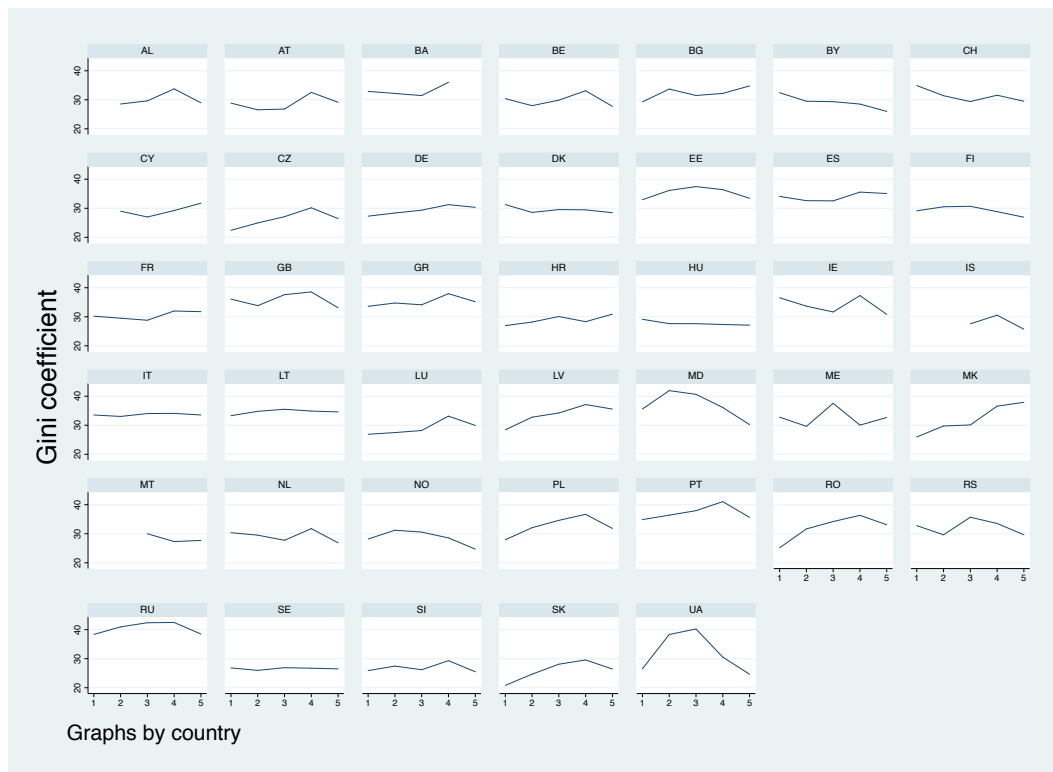 AL AT BA BE BG BY CH
20 30 40
CY CZ DE DK EE ES FI
20 30 40
FR GB GR HR HU IE IS
20 30 40
IT LT LU LV MD ME MK
20 30 40
MT NL NO PL PT RO RS
20 30 40
1 2 3 4 5 1 2 3 4 5
RU SE SI SK UA
20 30 40
1 2 3 4 5 1 2 3 4 5 1 2 3 4 5 1 2 3 4 5 1 2 3 4 5
Gini coefficient
Graphs by country